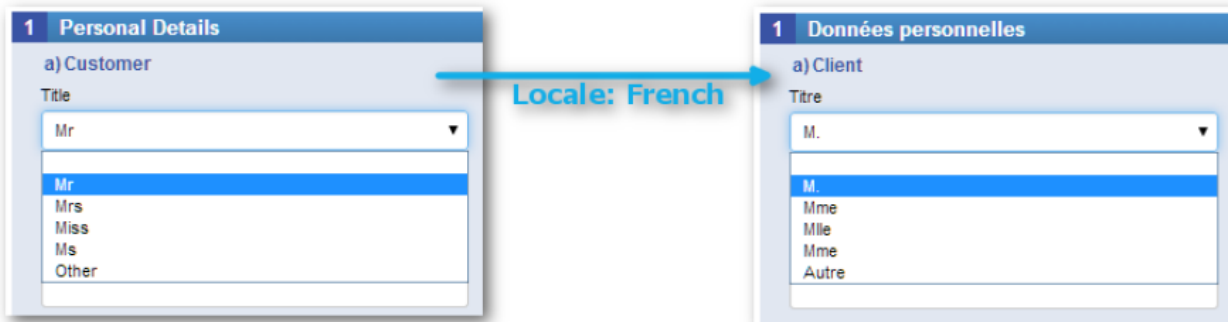 1 Personal Details
a) Customer
Title
Mr
Mr
Mrs
Miss
Ms
Other
Locale: French
1 Données personnelles
a) Client
Titre
M.
M.
Mme
Mlle
Mme
Autre